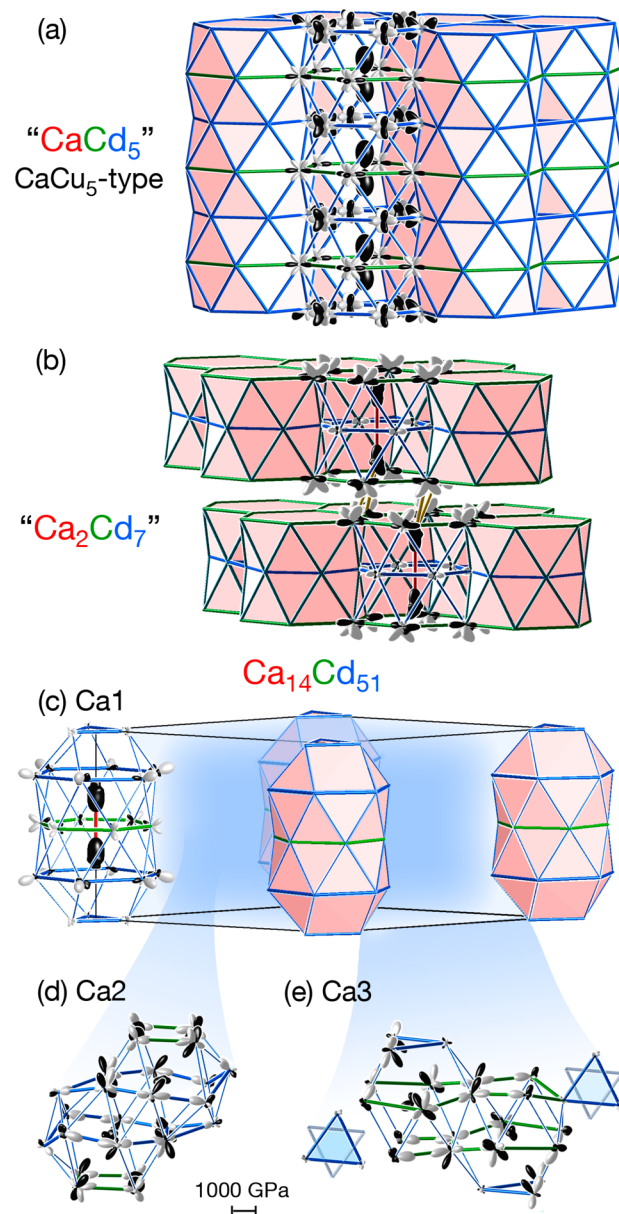 (a)
“CaCd₅”
CaCu₅-type
(b)
“Ca₂Cd₇”
Ca₁₄Cd₅₁
(c) Ca1
(d) Ca2
(e) Ca3
1000 GPa